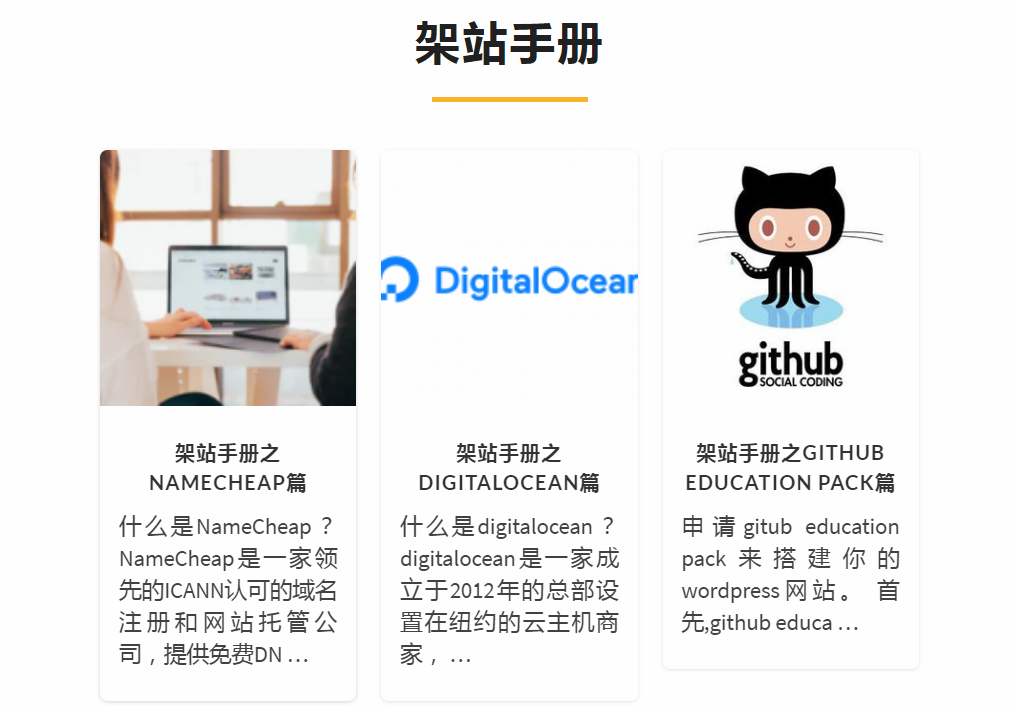 架站手册
DigitalOcean
github
SOCIAL CODING
架站手册之
NAMECHEAP篇
什么是NameCheap？
NameCheap是一家领
先的ICANN认可的域名
注册和网站托管公
司，提供免费DN …
架站手册之
DIGITALOCEAN篇
什么是digitalocean？
digitalocean是一家成
立于2012年的总部设
置在纽约的云主机商
家， …
架站手册之GITHUB
EDUCATION PACK篇
申请gitub education
pack来搭建你的
wordpress网站。 首
先,github educa …